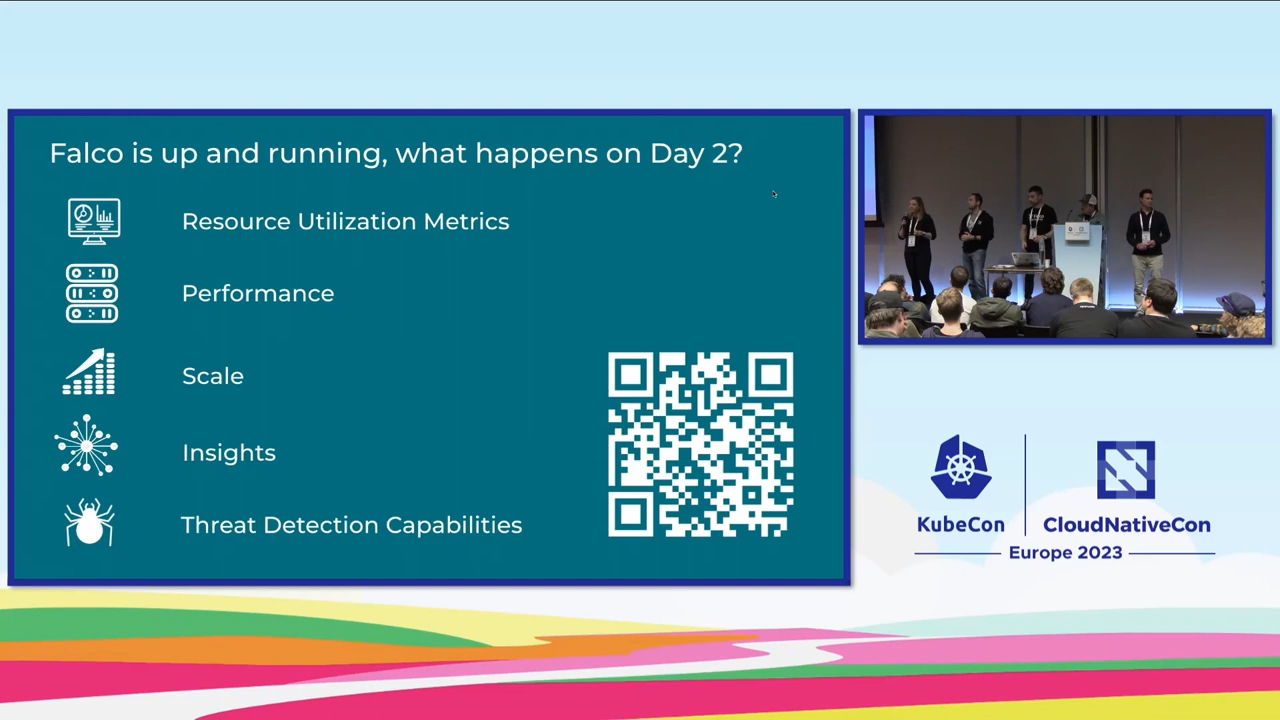 Falco is up and running, what happens on Day 2?
Resource Utilization Metrics
Performance
Scale
Insights
Threat Detection Capabilities
KubeCon
CloudNativeCon
Europe 2023